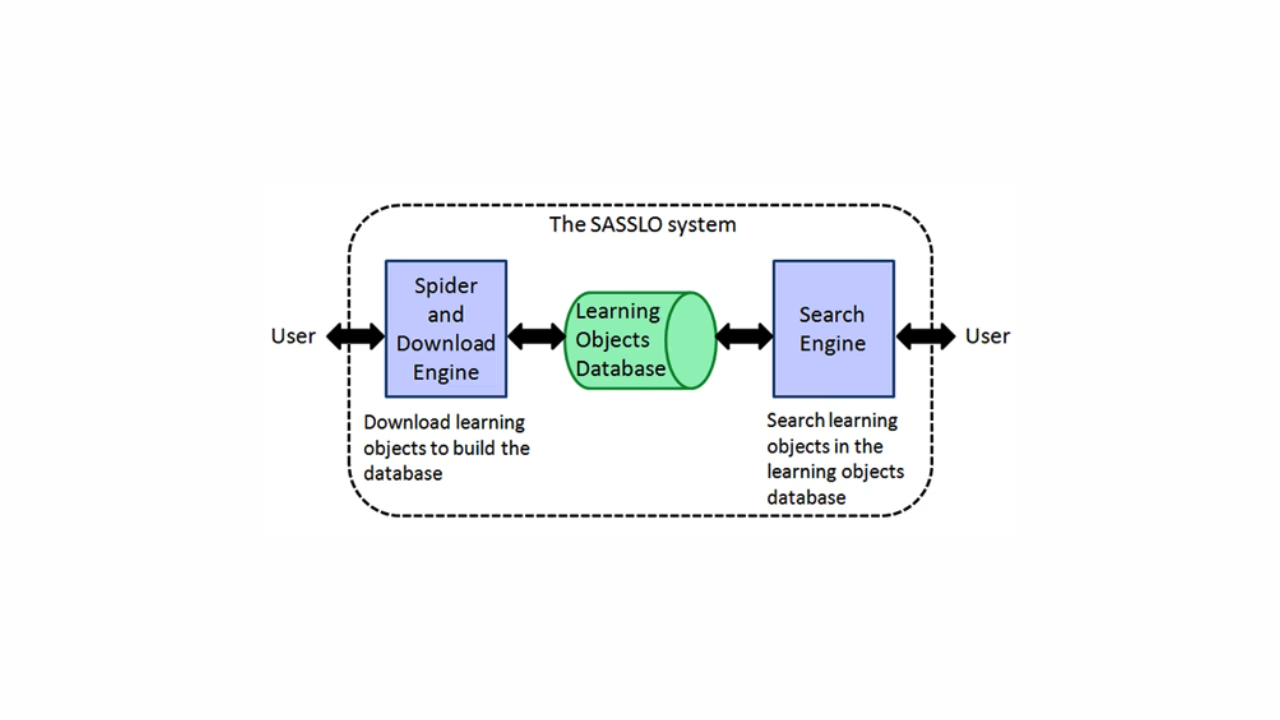 The SASSLO system
User
Spider
and
Download
Engine
Learning
Objects
Database
Search
Engine
User
Download learning
objects to build the
database
Search learning
objects in the
learning objects
database